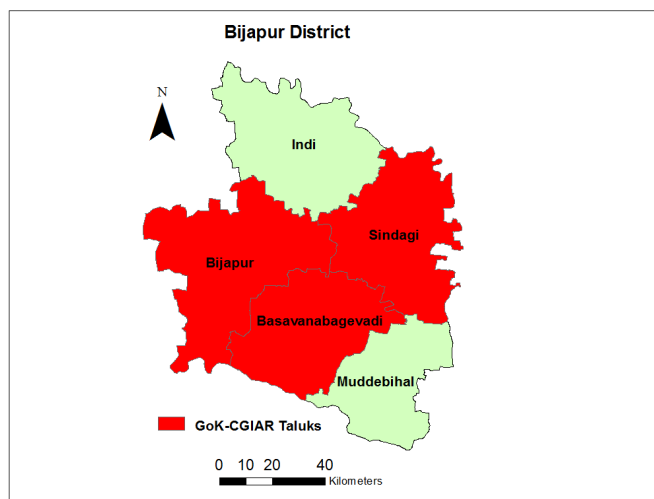 Bijapur District
N
Indi
Sindagi
Bijapur
Basavanabagevadi
Muddebihal
GoK-CGIAR Taluks
0 10 20 40
Kilometers